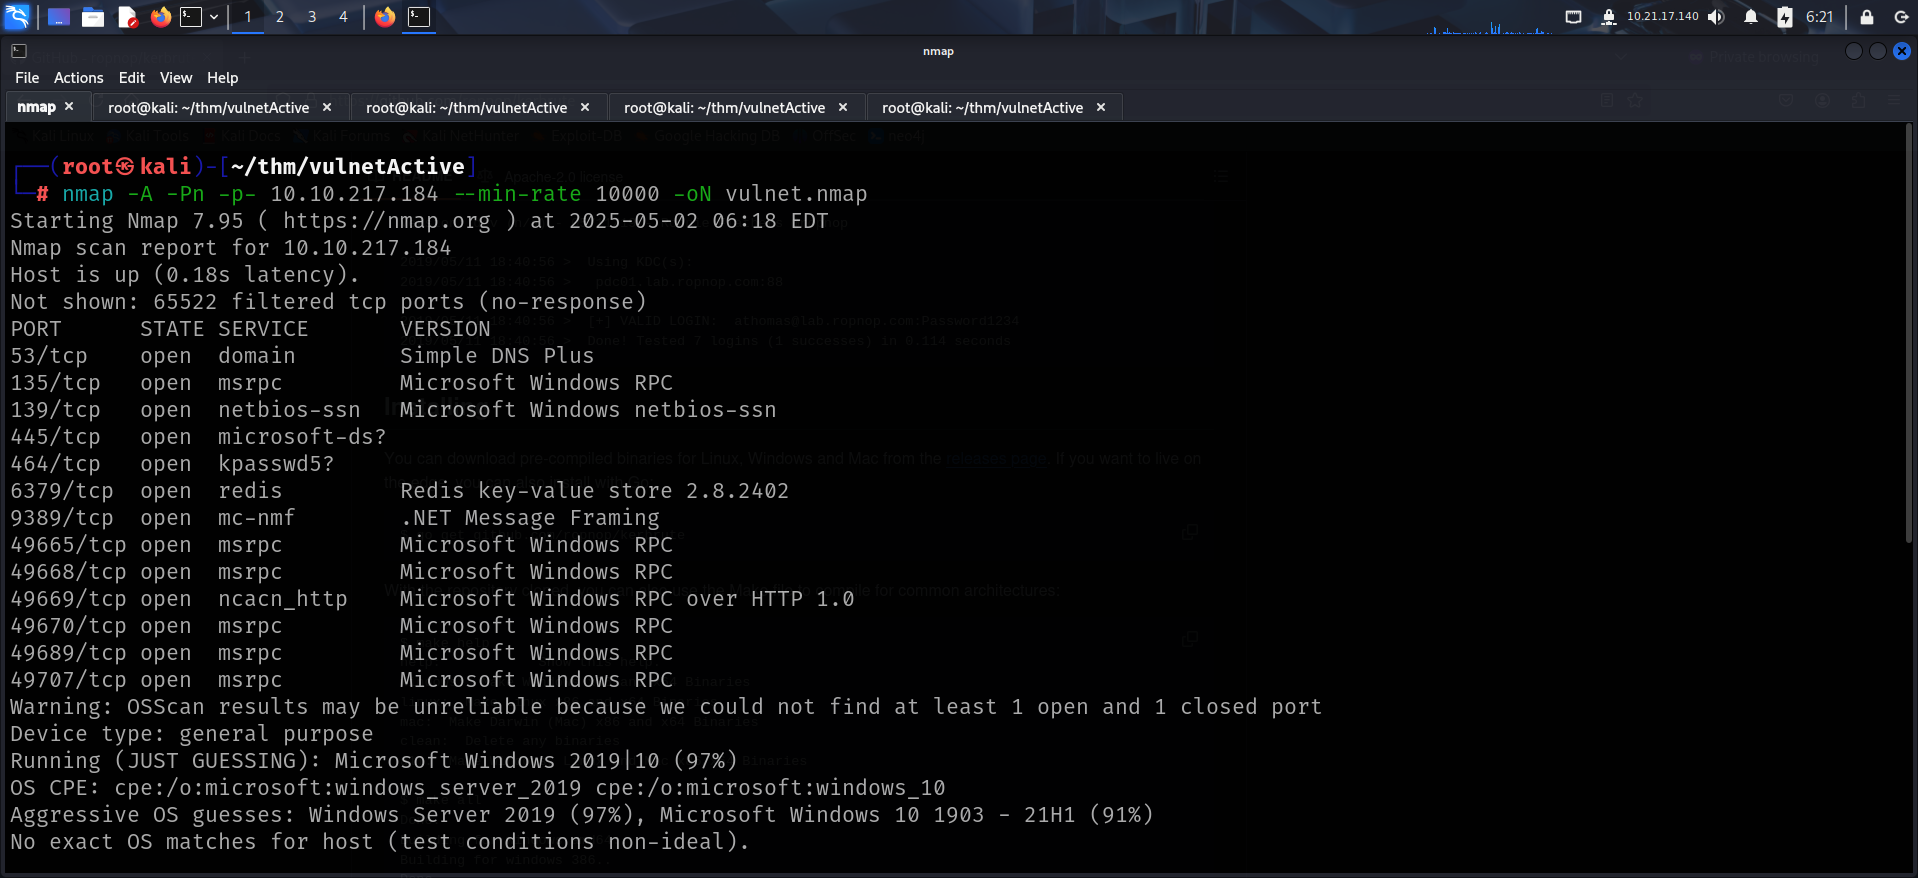 1 2 3 4 10.21.17.140 6:21
nmap
File Actions Edit View Help
nmap × root@kali: ~/thm/vulnetActive × root@kali: ~/thm/vulnetActive × root@kali: ~/thm/vulnetActive × root@kali: ~/thm/vulnetActive ×
┌──(root㉿kali)-[~/thm/vulnetActive]
└─# nmap -A -Pn -p- 10.10.217.184 --min-rate 10000 -oN vulnet.nmap
Starting Nmap 7.95 ( https://nmap.org ) at 2025-05-02 06:18 EDT
Nmap scan report for 10.10.217.184
Host is up (0.18s latency).
Not shown: 65522 filtered tcp ports (no-response)
PORT STATE SERVICE VERSION
53/tcp open domain Simple DNS Plus
135/tcp open msrpc Microsoft Windows RPC
139/tcp open netbios-ssn Microsoft Windows netbios-ssn
445/tcp open microsoft-ds?
464/tcp open kpasswd5?
6379/tcp open redis Redis key-value store 2.8.2402
9389/tcp open mc-nmf .NET Message Framing
49665/tcp open msrpc Microsoft Windows RPC
49668/tcp open msrpc Microsoft Windows RPC
49669/tcp open ncacn_http Microsoft Windows RPC over HTTP 1.0
49670/tcp open msrpc Microsoft Windows RPC
49689/tcp open msrpc Microsoft Windows RPC
49707/tcp open msrpc Microsoft Windows RPC
Warning: OSScan results may be unreliable because we could not find at least 1 open and 1 closed port
Device type: general purpose
Running (JUST GUESSING): Microsoft Windows 2019|10 (97%)
OS CPE: cpe:/o:microsoft:windows_server_2019 cpe:/o:microsoft:windows_10
Aggressive OS guesses: Windows Server 2019 (97%), Microsoft Windows 10 1903 - 21H1 (91%)
No exact OS matches for host (test conditions non-ideal).